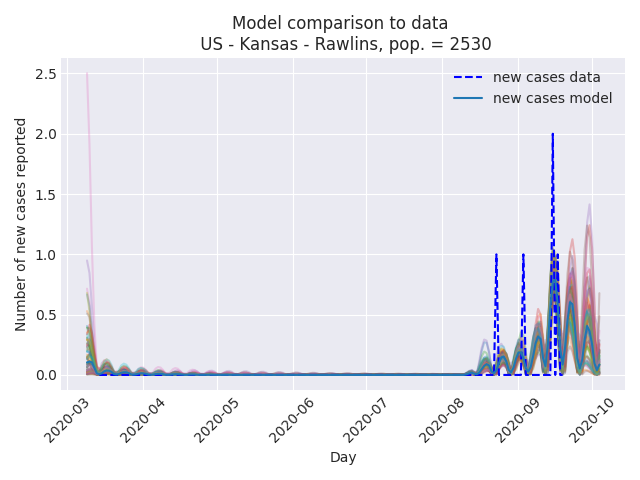 Model comparison to data
US - Kansas - Rawlins, pop. = 2530
new cases data
new cases model
Number of new cases reported
2.5
2.0
1.5
1.0
0.5
0.0
2020-03
2020-04
2020-05
2020-06
2020-07
2020-08
2020-09
2020-10
Day